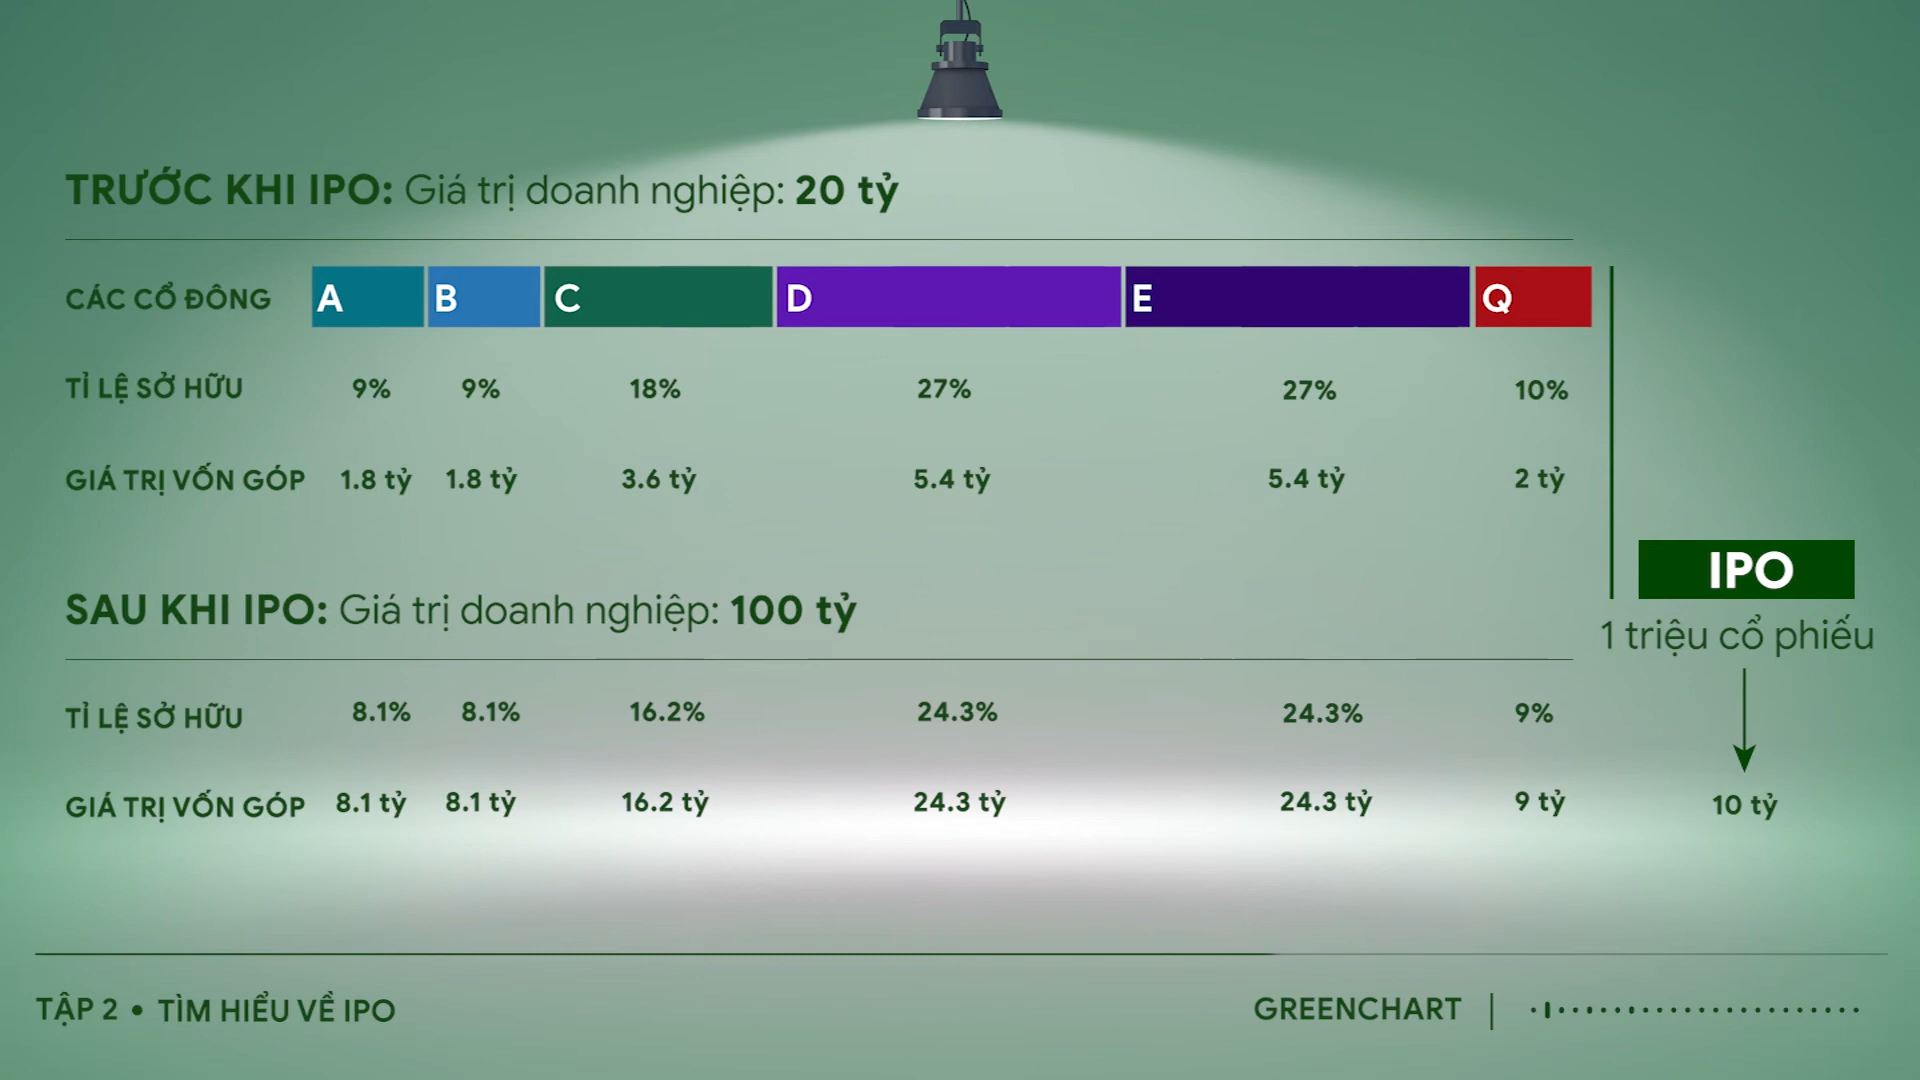 TRƯỚC KHI IPO: Giá trị doanh nghiệp: 20 tỷ
CÁC CỔ ĐÔNG A B C D E Q
TỈ LỆ SỞ HỮU 9% 9% 18% 27% 27% 10%
GIÁ TRỊ VỐN GÓP 1.8 tỷ 1.8 tỷ 3.6 tỷ 5.4 tỷ 5.4 tỷ 2 tỷ
IPO
1 triệu cổ phiếu
SAU KHI IPO: Giá trị doanh nghiệp: 100 tỷ
TỈ LỆ SỞ HỮU 8.1% 8.1% 16.2% 24.3% 24.3% 9%
GIÁ TRỊ VỐN GÓP 8.1 tỷ 8.1 tỷ 16.2 tỷ 24.3 tỷ 24.3 tỷ 9 tỷ 10 tỷ
TẬP 2 • TÌM HIỂU VỀ IPO
GREENCHART